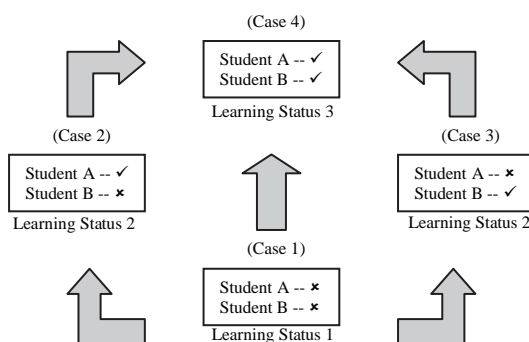 (Case 4)
Student A -- ✓
Student B -- ✓
Learning Status 3
(Case 2)
Student A -- ✓
Student B -- ✘
Learning Status 2
(Case 3)
Student A -- ✘
Student B -- ✓
Learning Status 2
(Case 1)
Student A -- ✘
Student B -- ✘
Learning Status 1